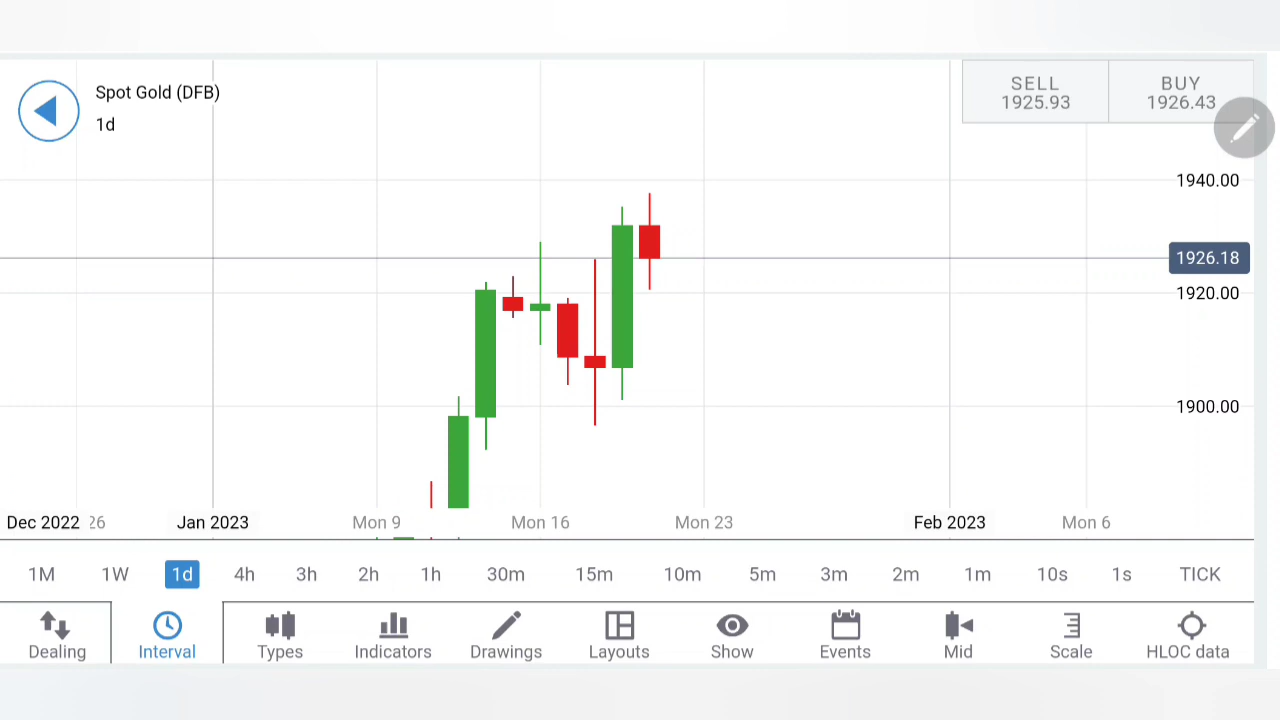 Spot Gold (DFB)
1d
SELL
1925.93
BUY
1926.43
1940.00
1926.18
1920.00
1900.00
Dec 2022 26 Jan 2023 Mon 9 Mon 16 Mon 23 Feb 2023 Mon 6
1M 1W 1d 4h 3h 2h 1h 30m 15m 10m 5m 3m 2m 1m 10s 1s TICK
Dealing Interval Types Indicators Drawings Layouts Show Events Mid Scale HLOC data